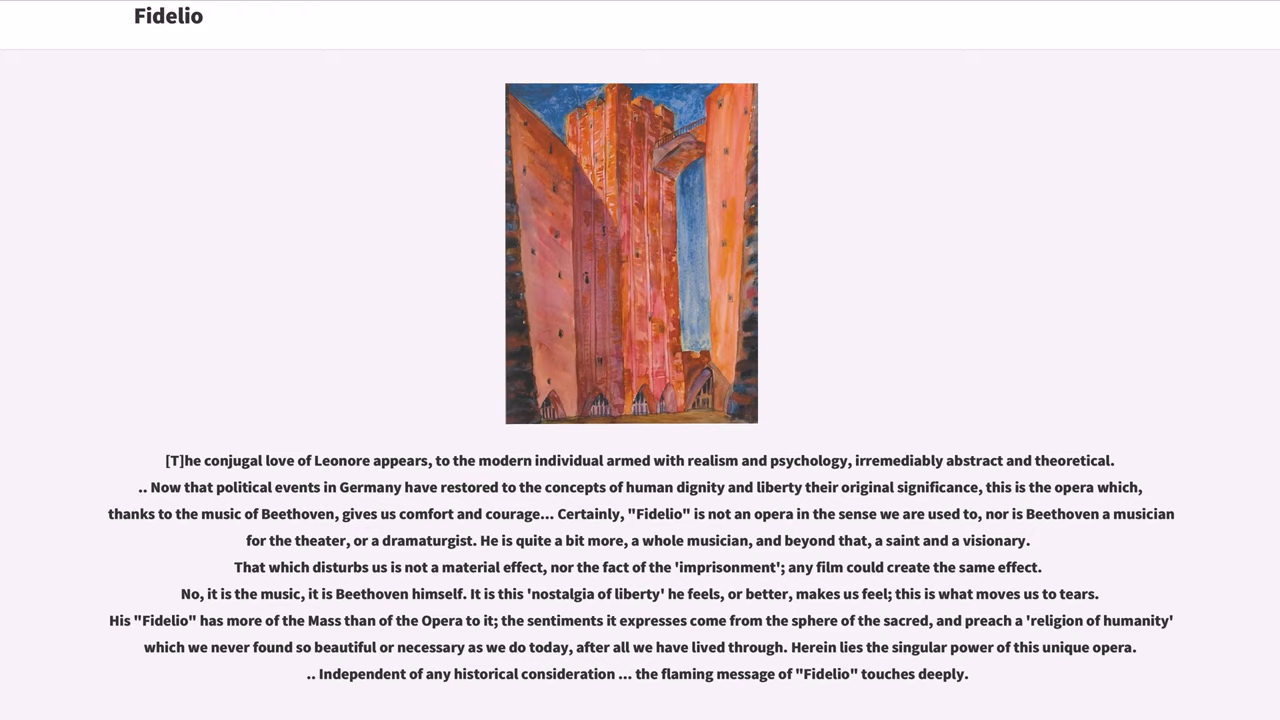 Fidelio
[T]he conjugal love of Leonore appears, to the modern individual armed with realism and psychology, irremediably abstract and theoretical.
.. Now that political events in Germany have restored to the concepts of human dignity and liberty their original significance, this is the opera which,
thanks to the music of Beethoven, gives us comfort and courage... Certainly, "Fidelio" is not an opera in the sense we are used to, nor is Beethoven a musician
for the theater, or a dramaturgist. He is quite a bit more, a whole musician, and beyond that, a saint and a visionary.
That which disturbs us is not a material effect, nor the fact of the 'imprisonment'; any film could create the same effect.
No, it is the music, it is Beethoven himself. It is this 'nostalgia of liberty' he feels, or better, makes us feel; this is what moves us to tears.
His "Fidelio" has more of the Mass than of the Opera to it; the sentiments it expresses come from the sphere of the sacred, and preach a 'religion of humanity'
which we never found so beautiful or necessary as we do today, after all we have lived through. Herein lies the singular power of this unique opera.
.. Independent of any historical consideration ... the flaming message of "Fidelio" touches deeply.